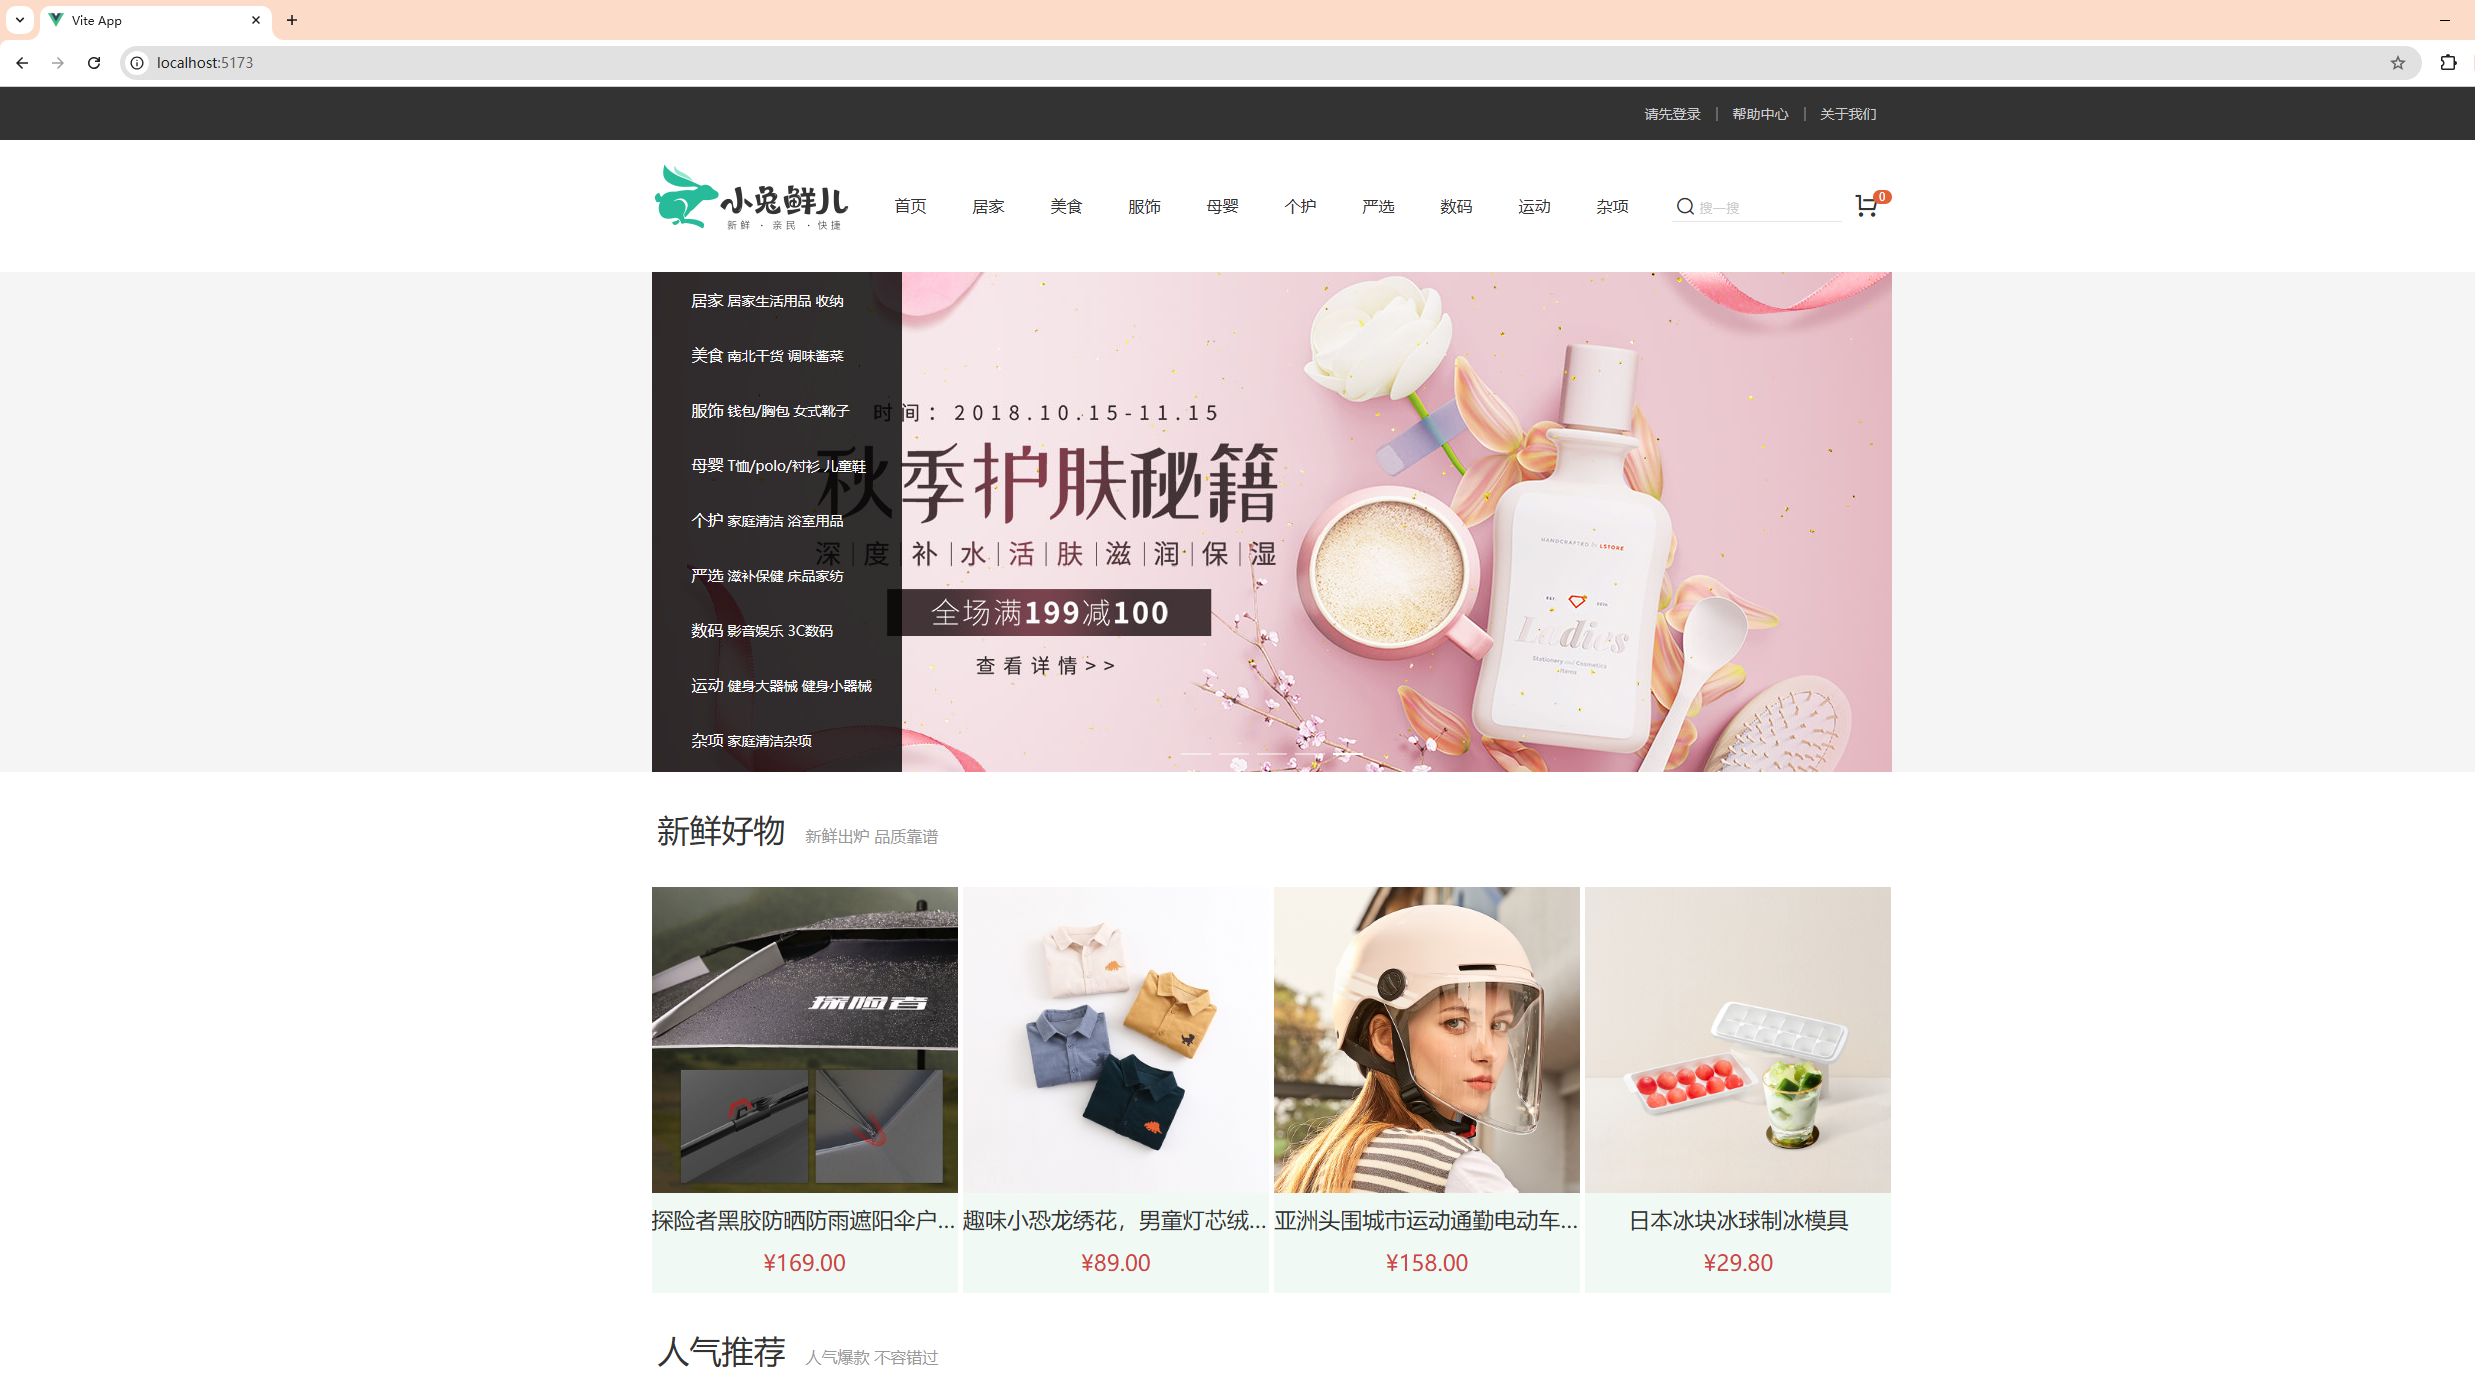 Vite App
localhost:5173
请先登录 帮助中心 关于我们
小兔鲜儿
新鲜 · 亲民 · 快捷
首页 居家 美食 服饰 母婴 个护 严选 数码 运动 杂项 搜一搜 0
居家 居家生活用品 收纳
美食 南北干货 调味酱菜
服饰 钱包/胸包 女式靴子
母婴 T恤/polo/衬衫 儿童鞋
个护 家庭清洁 浴室用品
严选 滋补保健 床品家纺
数码 影音娱乐 3C数码
运动 健身大器械 健身小器械
杂项 家庭清洁杂项
时间：2018.10.15-11.15
秋季护肤秘籍
深|度|补|水|活|肤|滋|润|保|湿
全场满199减100
查看详情>>
HANDCRAFTED by LSTORE
Ladies
Stationery and Cosmetics
items
新鲜好物 新鲜出炉 品质靠谱
探险者
探险者黑胶防晒防雨遮阳伞户...
¥169.00
趣味小恐龙绣花，男童灯芯绒...
¥89.00
亚洲头围城市运动通勤电动车...
¥158.00
日本冰块冰球制冰模具
¥29.80
人气推荐 人气爆款 不容错过